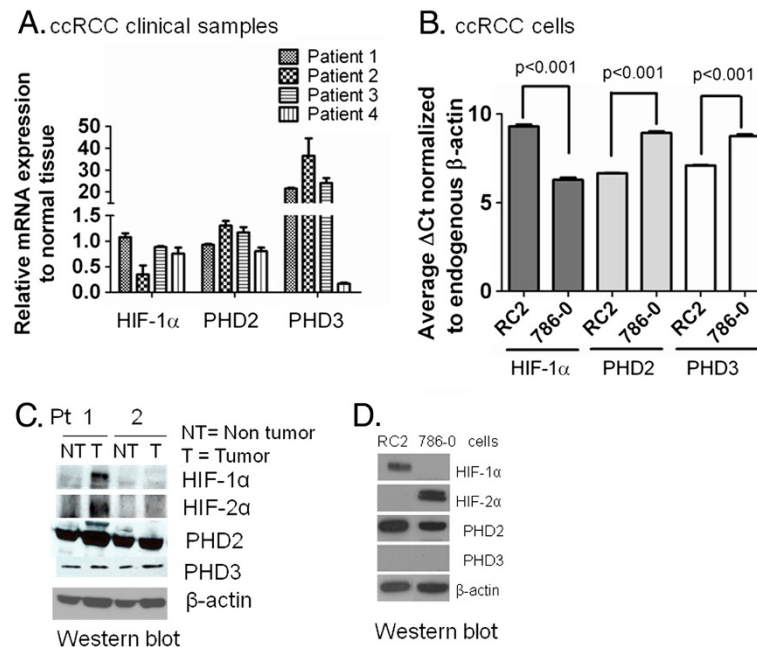 A. ccRCC clinical samples
Patient 1
Patient 2
Patient 3
Patient 4
Relative mRNA expression
to normal tissue
50
40
30
20
10
1.5
1.0
0.5
0.0
HIF-1α PHD2 PHD3
B. ccRCC cells
p<0.001 p<0.001 p<0.001
Average ΔCt normalized
to endogenous β-actin
10
5
0
RC2 786-0 RC2 786-0 RC2 786-0
HIF-1α PHD2 PHD3
C. Pt 1 2
NT T NT T
NT= Non tumor
T = Tumor
HIF-1α
HIF-2α
PHD2
PHD3
β-actin
Western blot
D.
RC2 786-0 cells
HIF-1α
HIF-2α
PHD2
PHD3
β-actin
Western blot